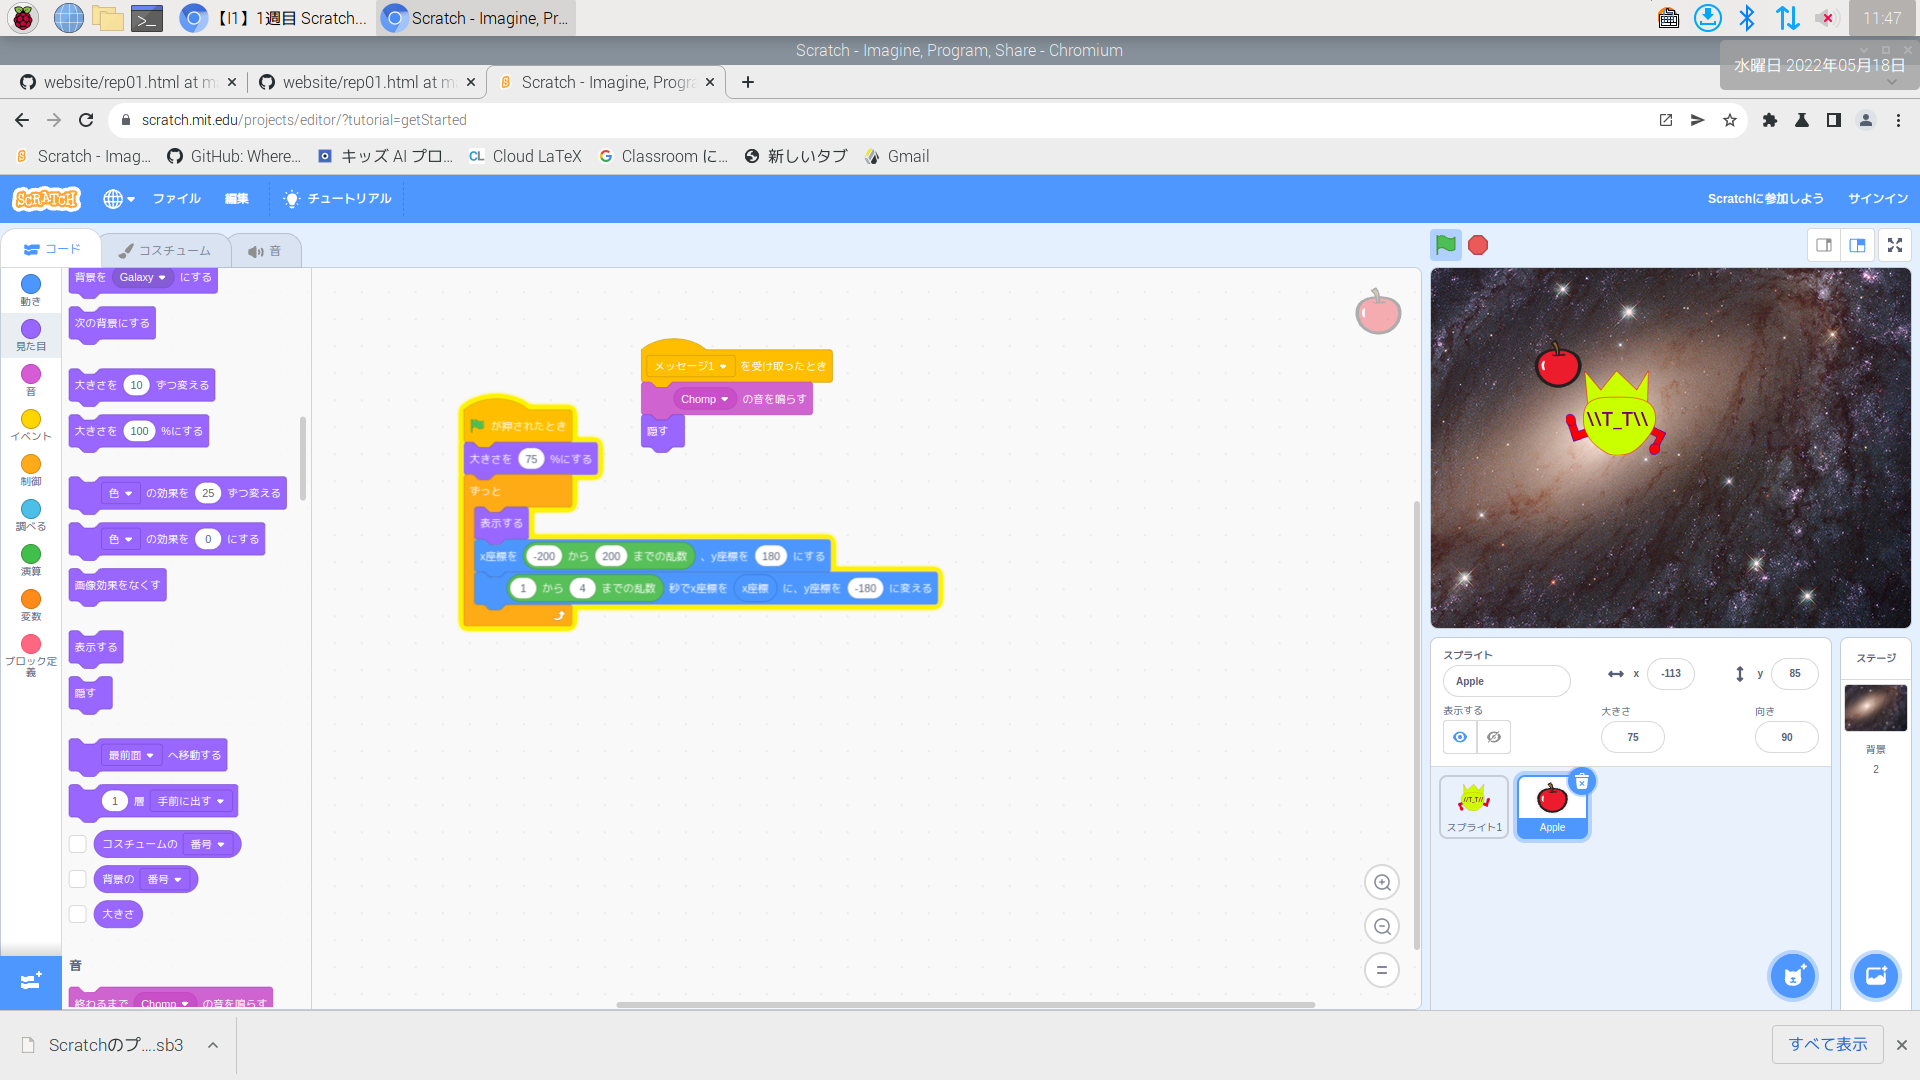 【I1】1週目 Scratch...
Scratch - Imagine, Pr...
11:47
Scratch - Imagine, Program, Share - Chromium
水曜日 2022年05月18日
website/rep01.html at m
website/rep01.html at m
Scratch - Imagine, Progra
scratch.mit.edu/projects/editor/?tutorial=getStarted
Scratch - Imag...
GitHub: Where...
キッズ AI プロ...
CL Cloud LaTeX
Classroom に...
新しいタブ
Gmail
SCRATCH
ファイル
編集
チュートリアル
Scratchに参加しよう
サインイン
コード
コスチューム
音
動き
見た目
音
イベント
制御
調べる
演算
変数
ブロック定
義
背景を Galaxy にする
次の背景にする
大きさを 10 ずつ変える
大きさを 100 %にする
色 の効果を 25 ずつ変える
色 の効果を 0 にする
画像効果をなくす
表示する
隠す
最前面 へ移動する
1 層 手前に出す
コスチュームの 番号
背景の 番号
大きさ
音
終わるまで Chomp の音を鳴らす
メッセージ1 を受け取ったとき
Chomp の音を鳴らす
隠す
が押されたとき
大きさを 75 %にする
ずっと
表示する
x座標を -200 から 200 までの乱数 、y座標を 180 にする
1 から 4 までの乱数 秒でx座標を x座標 に、y座標を -180 に変える
\\T_T\\
スプライト
Apple
x -113
y 85
表示する
大きさ
75
向き
90
スプライト1
Apple
ステージ
背景
2
Scratchのプ....sb3
すべて表示